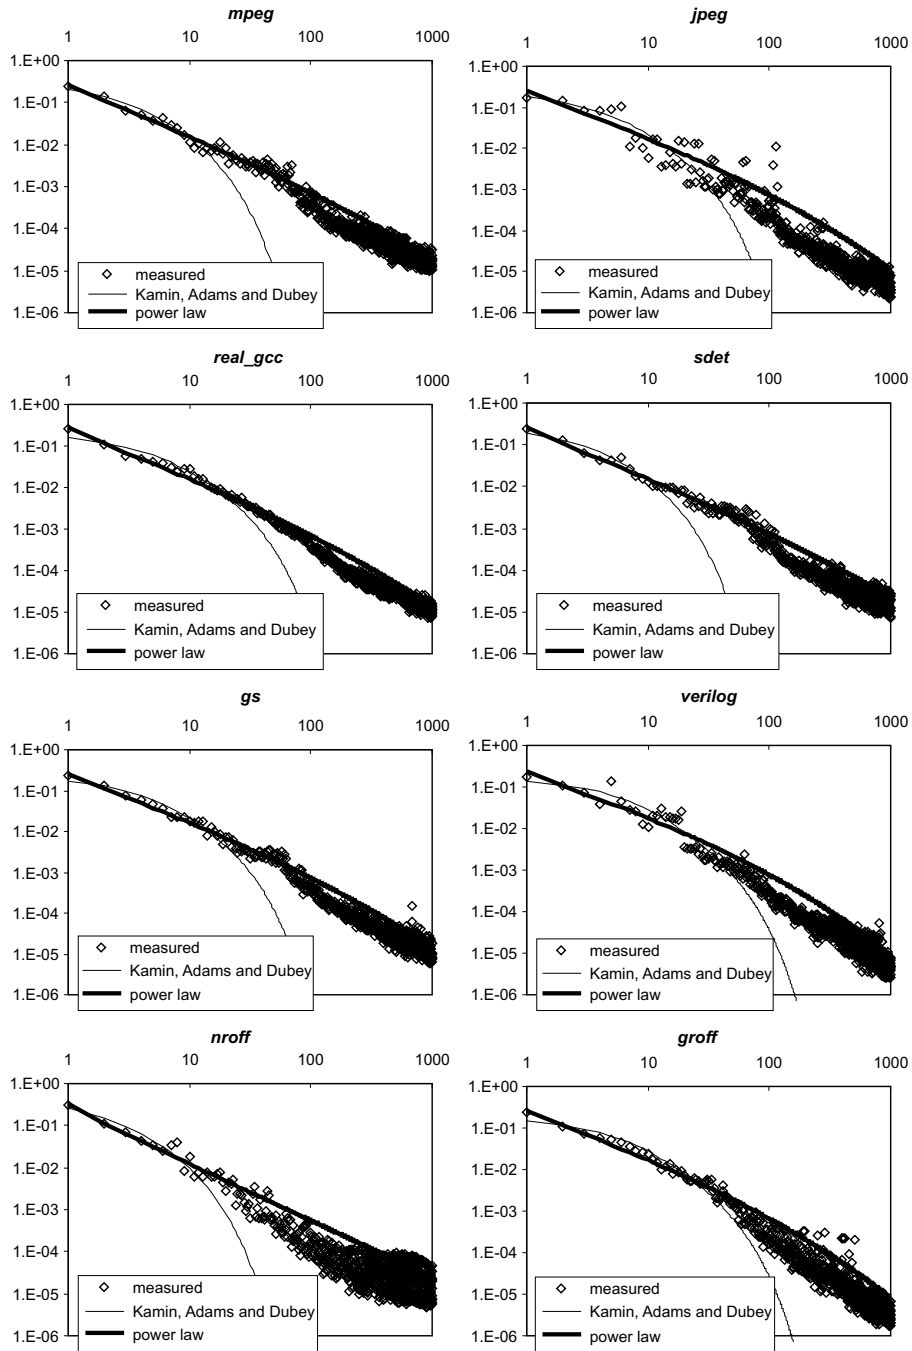 mpeg
1 10 100 1000
1.E+00
1.E-01
1.E-02
1.E-03
1.E-04
1.E-05
1.E-06
measured
Kamin, Adams and Dubey
power law
jpeg
1 10 100 1000
1.E+00
1.E-01
1.E-02
1.E-03
1.E-04
1.E-05
1.E-06
measured
Kamin, Adams and Dubey
power law
real_gcc
1 10 100 1000
1.E+00
1.E-01
1.E-02
1.E-03
1.E-04
1.E-05
1.E-06
measured
Kamin, Adams and Dubey
power law
sdet
1 10 100 1000
1.E+00
1.E-01
1.E-02
1.E-03
1.E-04
1.E-05
1.E-06
measured
Kamin, Adams and Dubey
power law
gs
1 10 100 1000
1.E+00
1.E-01
1.E-02
1.E-03
1.E-04
1.E-05
1.E-06
measured
Kamin, Adams and Dubey
power law
verilog
1 10 100 1000
1.E+00
1.E-01
1.E-02
1.E-03
1.E-04
1.E-05
1.E-06
measured
Kamin, Adams and Dubey
power law
nroff
1 10 100 1000
1.E+00
1.E-01
1.E-02
1.E-03
1.E-04
1.E-05
1.E-06
measured
Kamin, Adams and Dubey
power law
groff
1 10 100 1000
1.E+00
1.E-01
1.E-02
1.E-03
1.E-04
1.E-05
1.E-06
measured
Kamin, Adams and Dubey
power law